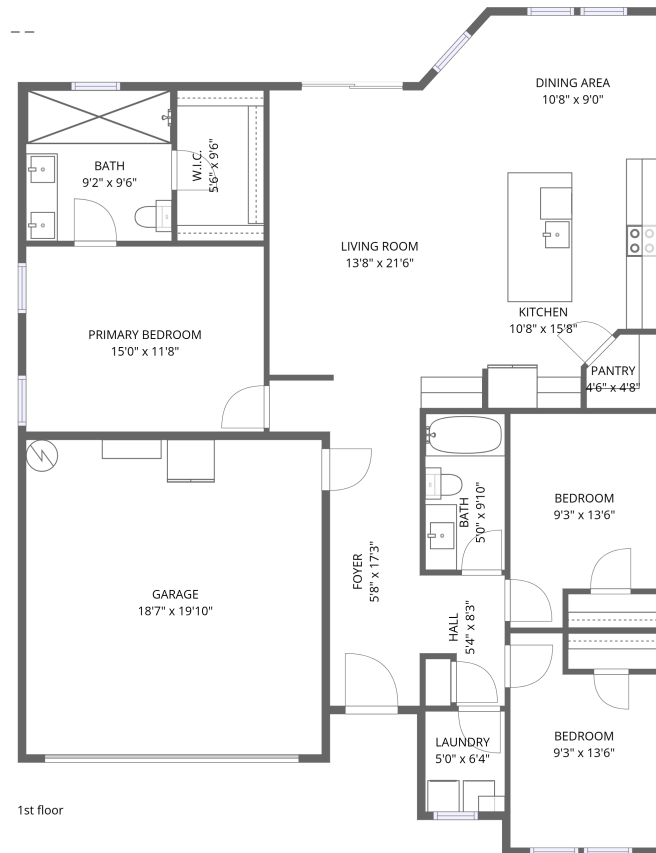 DINING AREA
10'8" x 9'0"
BATH
9'2" x 9'6"
W.I.C.
5'6" x 9'6"
LIVING ROOM
13'8" x 21'6"
KITCHEN
10'8" x 15'8"
PRIMARY BEDROOM
15'0" x 11'8"
PANTRY
4'6" x 4'8"
BATH
5'0" x 9'10"
BEDROOM
9'3" x 13'6"
FOYER
5'8" x 17'3"
GARAGE
18'7" x 19'10"
HALL
5'4" x 8'3"
LAUNDRY
5'0" x 6'4"
BEDROOM
9'3" x 13'6"
1st floor